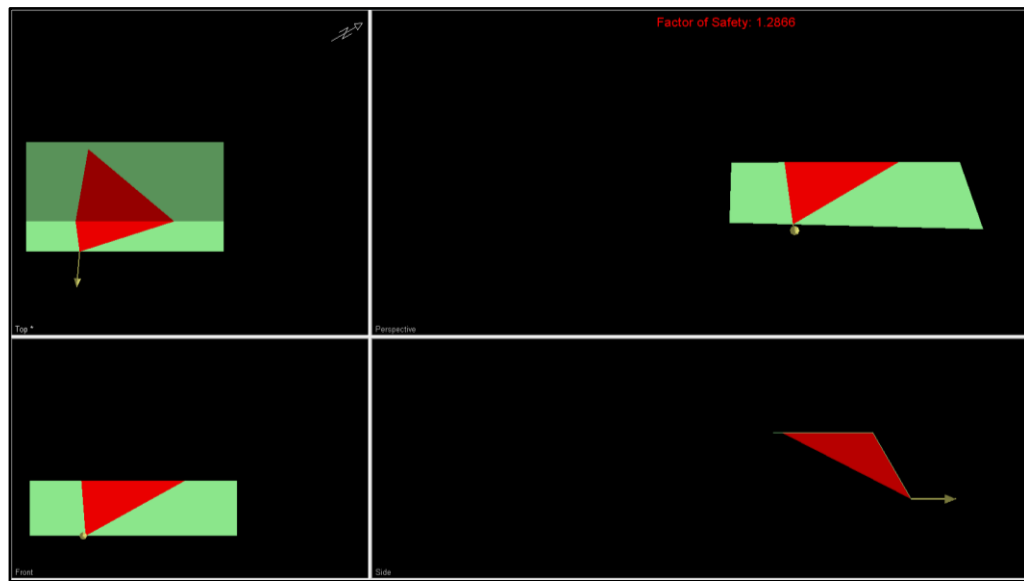 Factor of Safety: 1.2866
Top *
Perspective
Front
Side